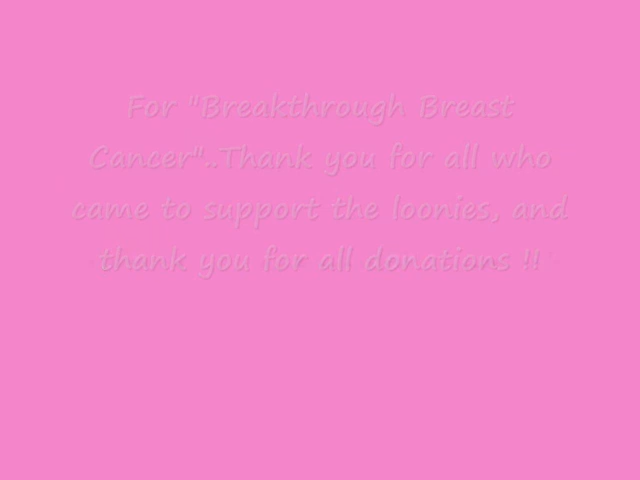 For "Breakthrough Breast
Cancer"..Thank you for all who
came to support the loonies, and
thank you for all donations !!